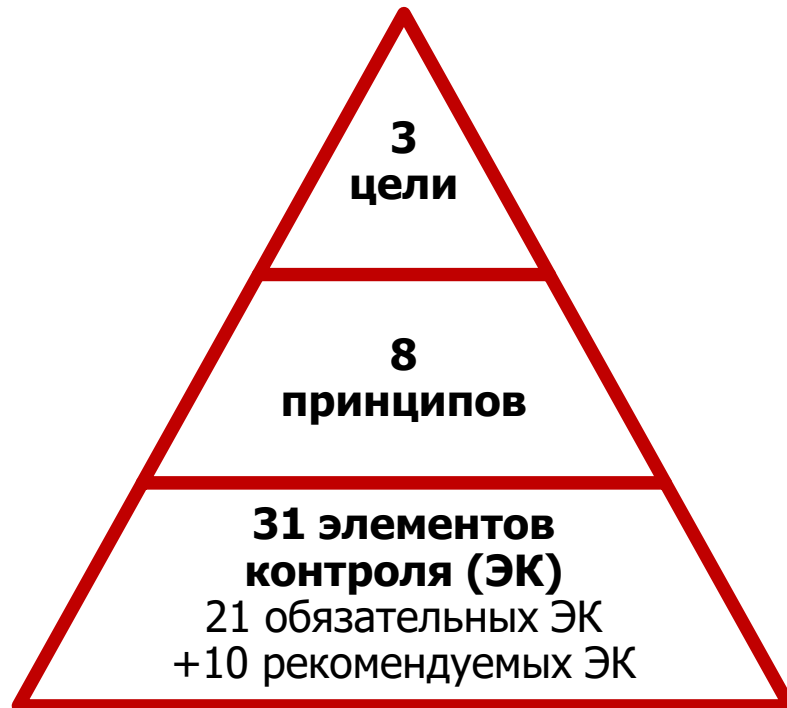 3
цели
8
принципов
31 элементов
контроля (ЭК)
21 обязательных ЭК
+10 рекомендуемых ЭК